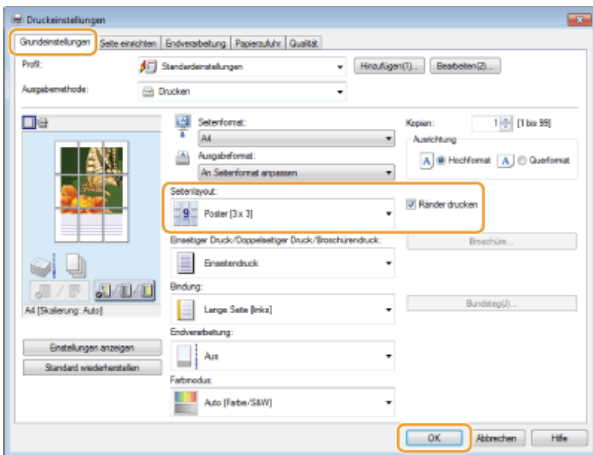 Druckeinstellungen
Grundeinstellungen Seite einrichten Endverarbeitung Papierzufuhr Qualität
Profil: Standardeinstellungen Hinzufügen(1)... Bearbeiten(2)...
Ausgabemethode: Drucken
Seitenformat: Kopien: 1 [1 bis 99]
A4
Ausrichtung
Ausgabeformat: A Hochformat A Querformat
An Seitenformat anpassen
Seitenlayout:
9 Poster [3 x 3] Ränder drucken
Einseitiger Druck/Doppelseitiger Druck/Broschürendruck: Broschüre...
Einseitendruck
Bindung:
A4 [Skalierung: Auto] Lange Seite [links] Bundsteg(J)...
Endverarbeitung:
Einstellungen anzeigen
Aus
Standard wiederherstellen
Farbmodus:
Auto [Farbe/S&W]
OK Abbrechen Hilfe